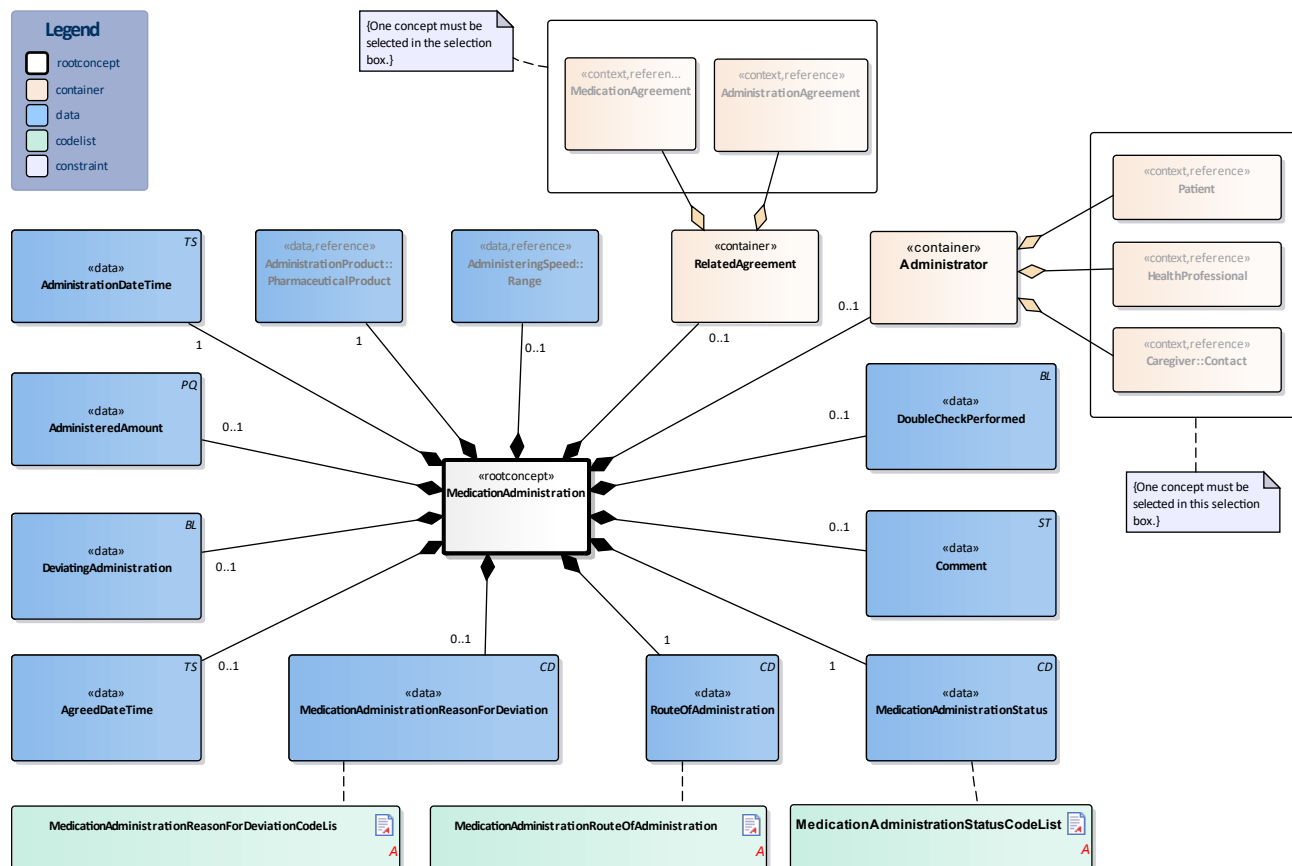 Legend
rootconcept
container
data
codelist
constraint
{One concept must be
selected in the selection
box.}
«context,referen...
MedicationAgreement
«context,reference»
AdministrationAgreement
«context,reference»
Patient
«context,reference»
HealthProfessional
«context,reference»
Caregiver::Contact
{One concept must be
selected in this selection
box.}
TS
«data»
AdministrationDateTime
1
«data,reference»
AdministrationProduct::
PharmaceuticalProduct
1
«data,reference»
AdministeringSpeed::
Range
0..1
«container»
RelatedAgreement
0..1
«container»
Administrator
0..1
PQ
«data»
AdministeredAmount
0..1
BL
«data»
DoubleCheckPerformed
0..1
«rootconcept»
MedicationAdministration
BL
«data»
DeviatingAdministration
0..1
ST
«data»
Comment
0..1
TS
«data»
AgreedDateTime
0..1
CD
«data»
MedicationAdministrationReasonForDeviation
0..1
CD
«data»
RouteOfAdministration
1
CD
«data»
MedicationAdministrationStatus
1
MedicationAdministrationReasonForDeviationCodeLis
A
MedicationAdministrationRouteOfAdministration
A
MedicationAdministrationStatusCodeList
A